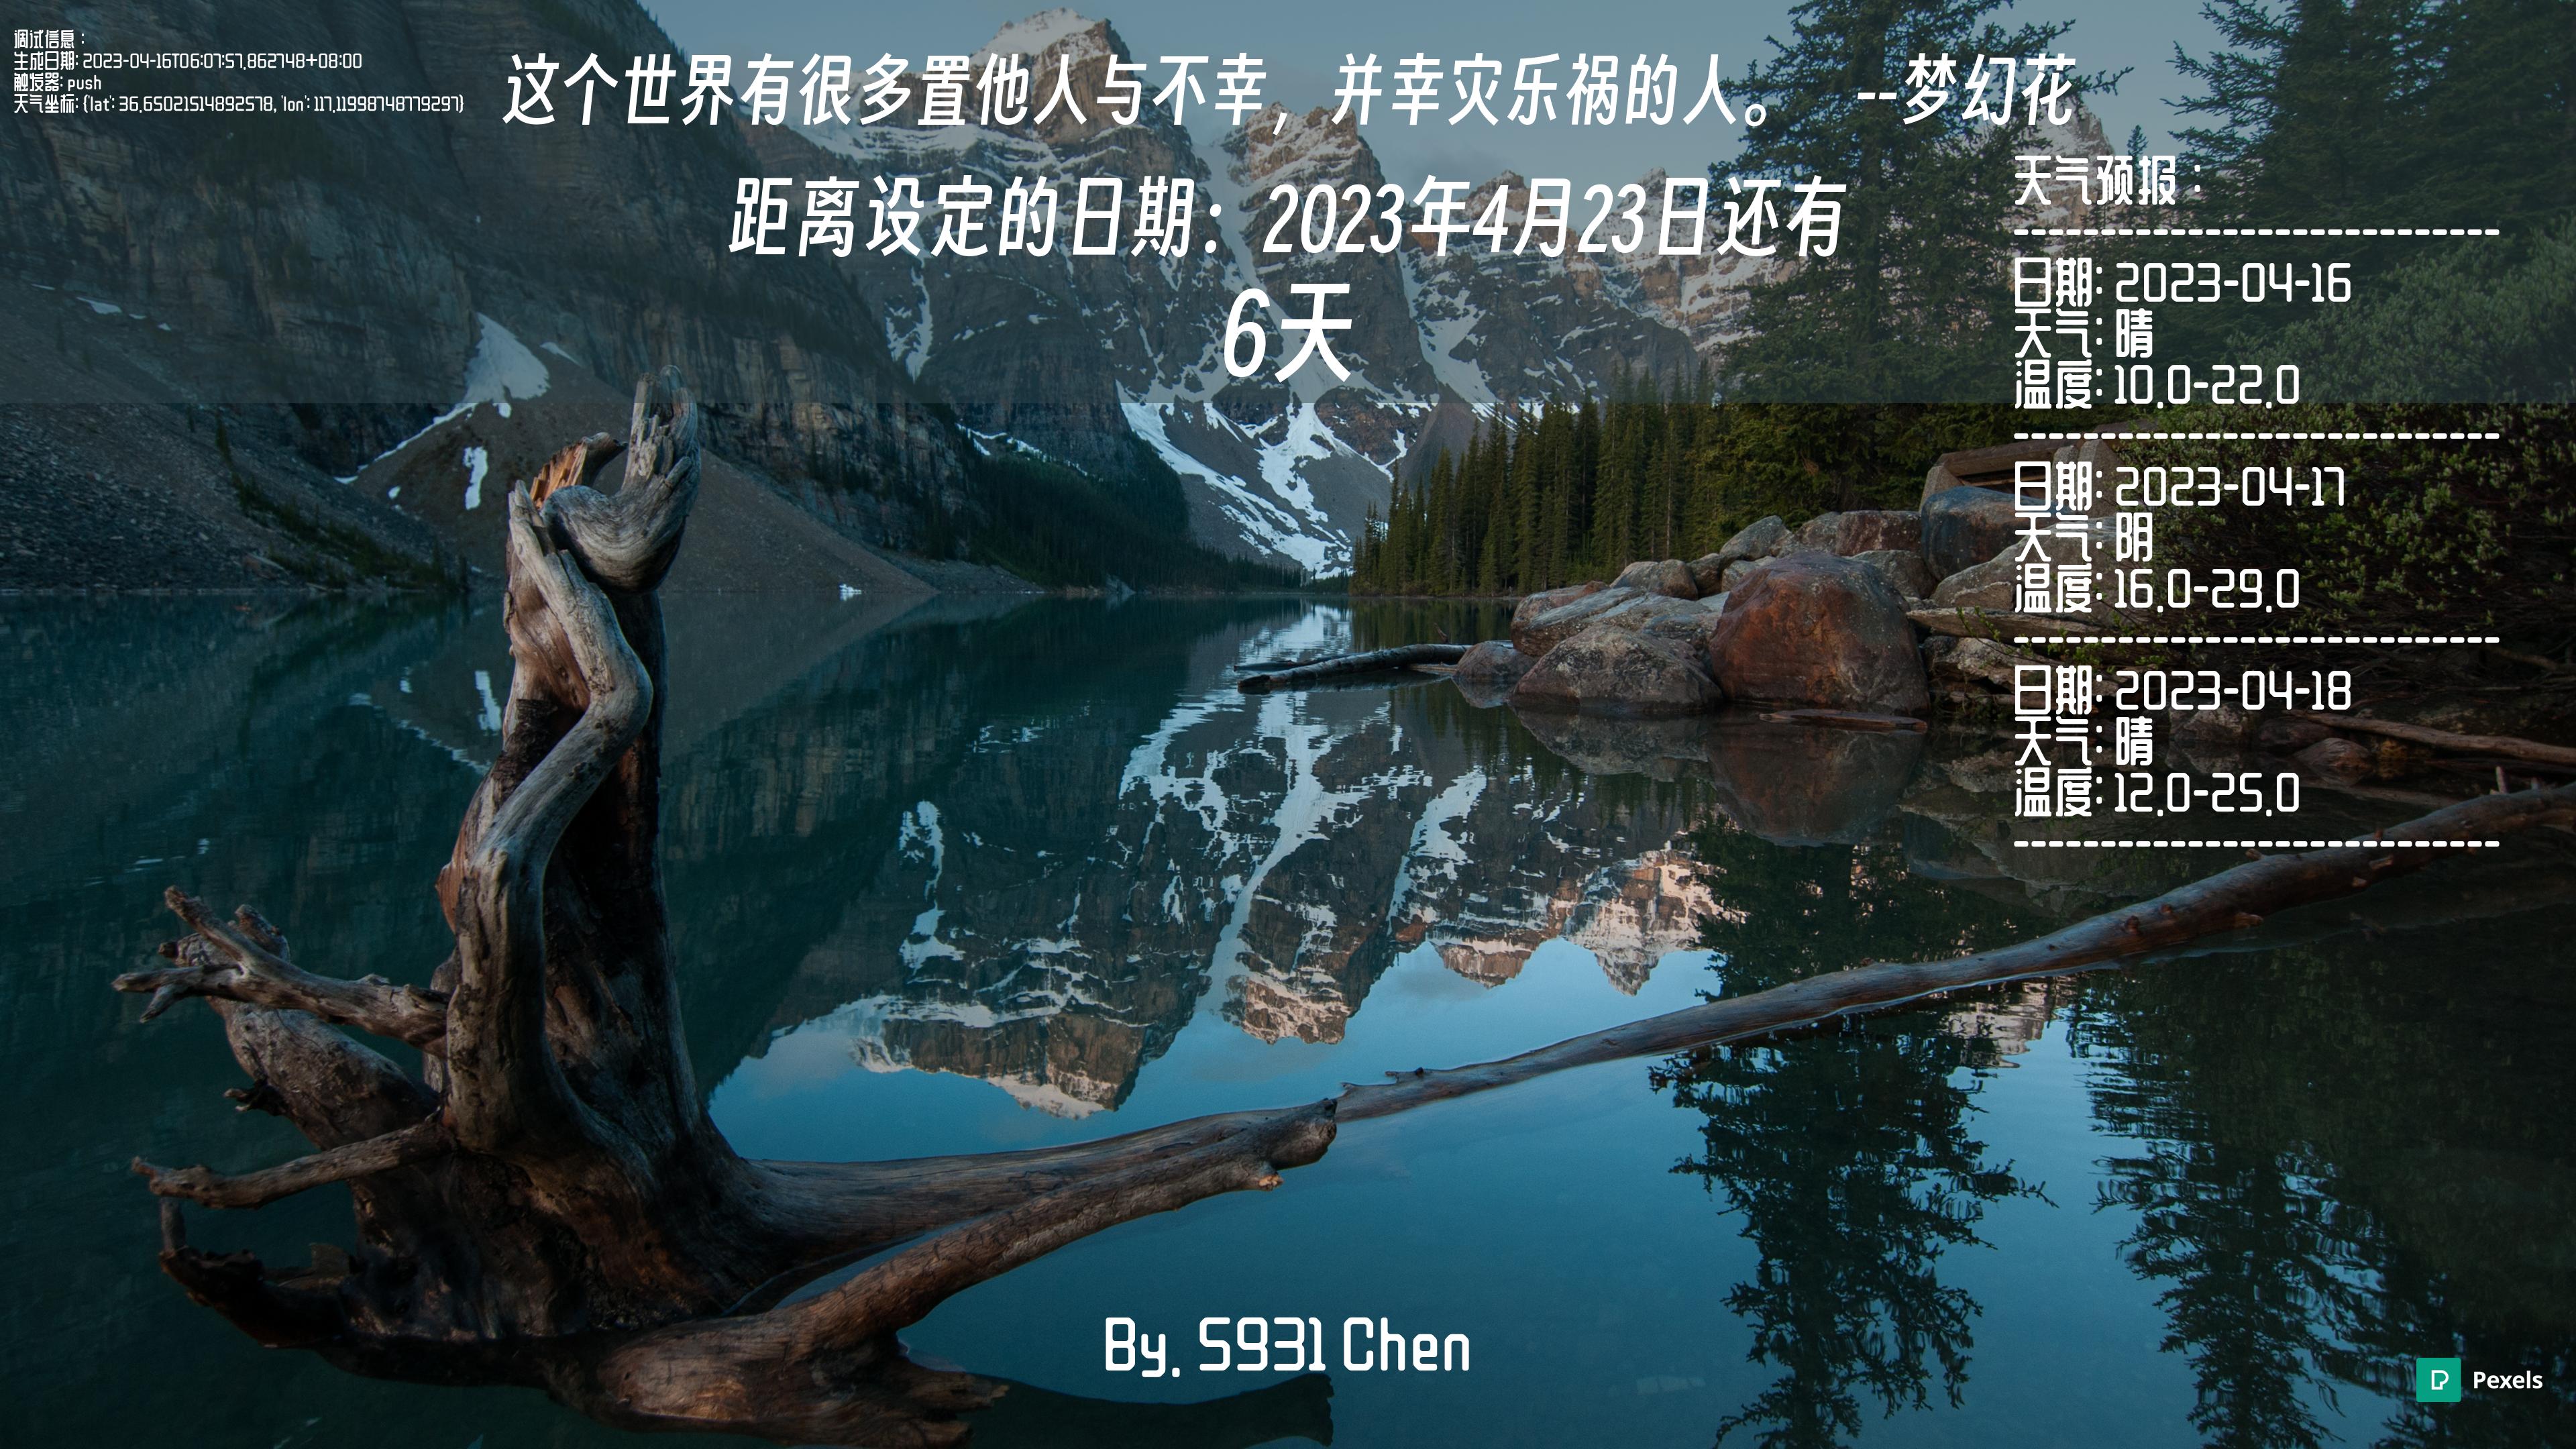 调试信息：
生成日期: 2023-04-16T06:07:57.862748+08:00
触发器: push
天气坐标: {'lat': 36.65021514892578, 'lon': 117.11998748779297}
这个世界有很多置他人与不幸，并幸灾乐祸的人。 --梦幻花
距离设定的日期：2023年4月23日还有
6天
天气预报：
----------------------------
日期: 2023-04-16
天气: 晴
温度: 10.0-22.0
----------------------------
日期: 2023-04-17
天气: 阴
温度: 16.0-29.0
----------------------------
日期: 2023-04-18
天气: 晴
温度: 12.0-25.0
----------------------------
By. S931 Chen
Pexels